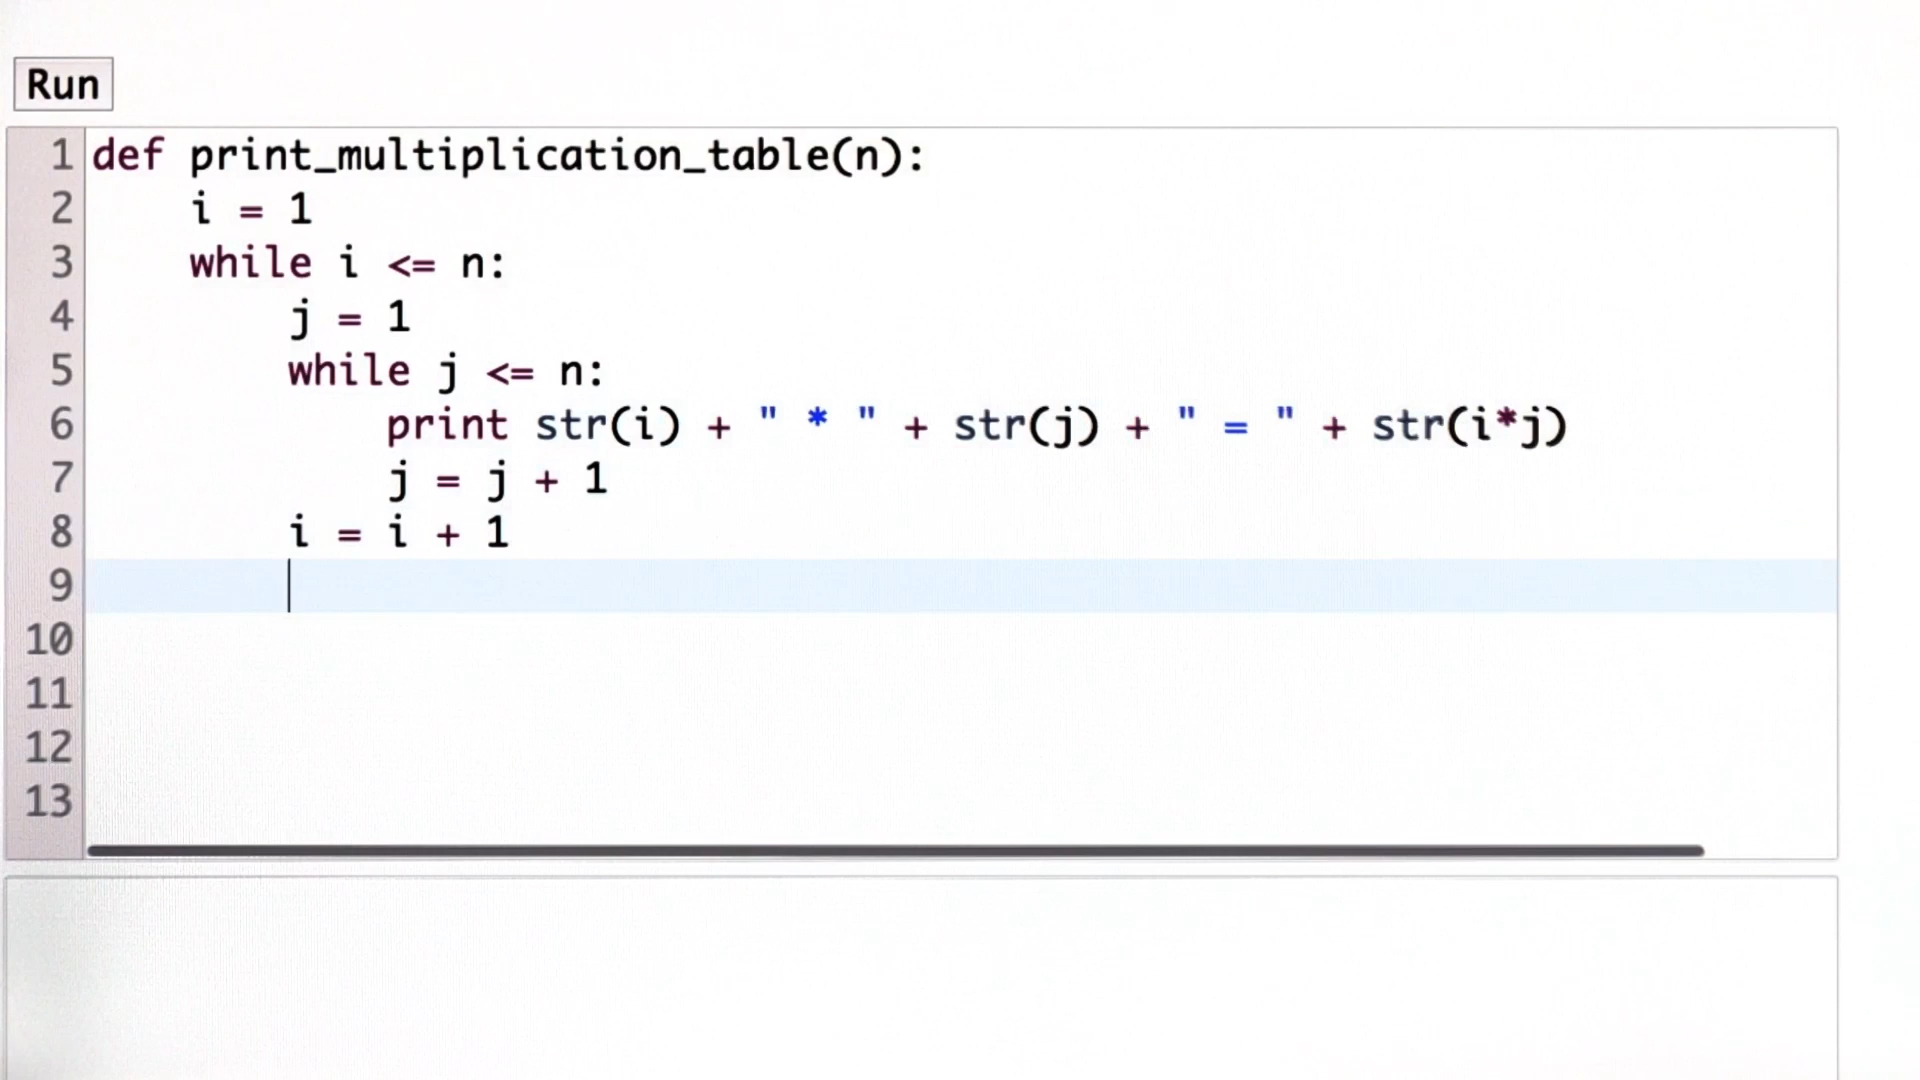 Run
1 def print_multiplication_table(n):
2     i = 1
3     while i <= n:
4         j = 1
5         while j <= n:
6             print str(i) + " * " + str(j) + " = " + str(i*j)
7             j = j + 1
8         i = i + 1
9
10
11
12
13